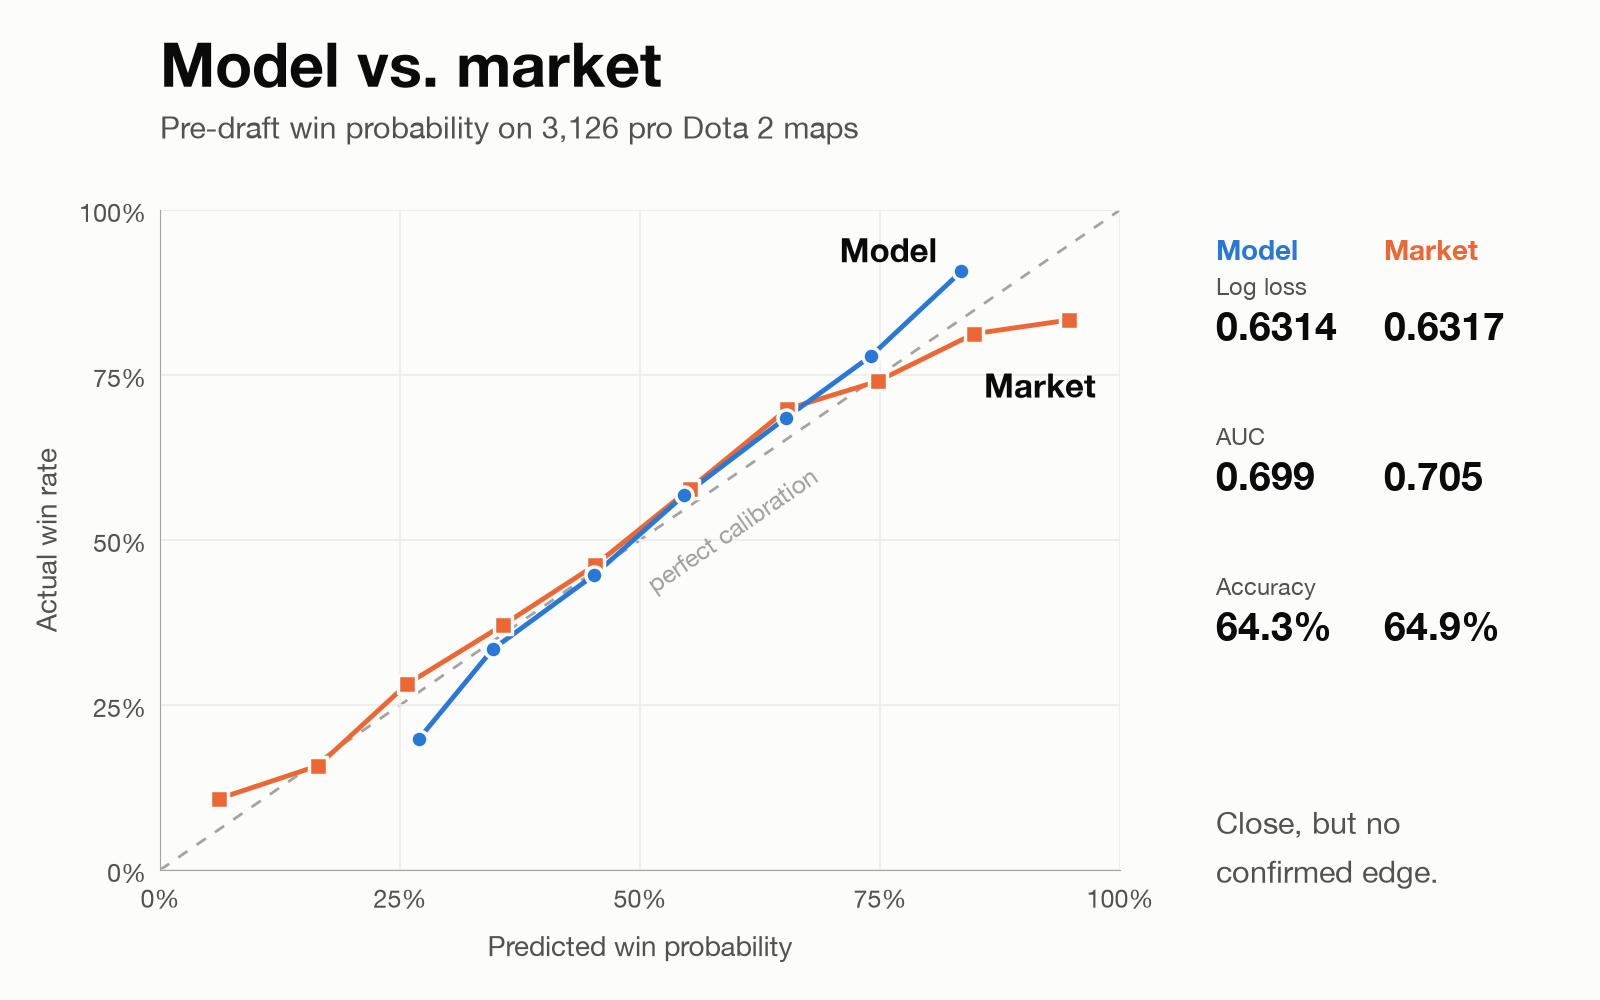 Model vs. market
Pre-draft win probability on 3,126 pro Dota 2 maps
100%
75%
50%
25%
0%
Actual win rate
Model
Market
perfect calibration
0% 25% 50% 75% 100%
Predicted win probability
Model Market
Log loss
0.6314 0.6317
AUC
0.699 0.705
Accuracy
64.3% 64.9%
Close, but no
confirmed edge.